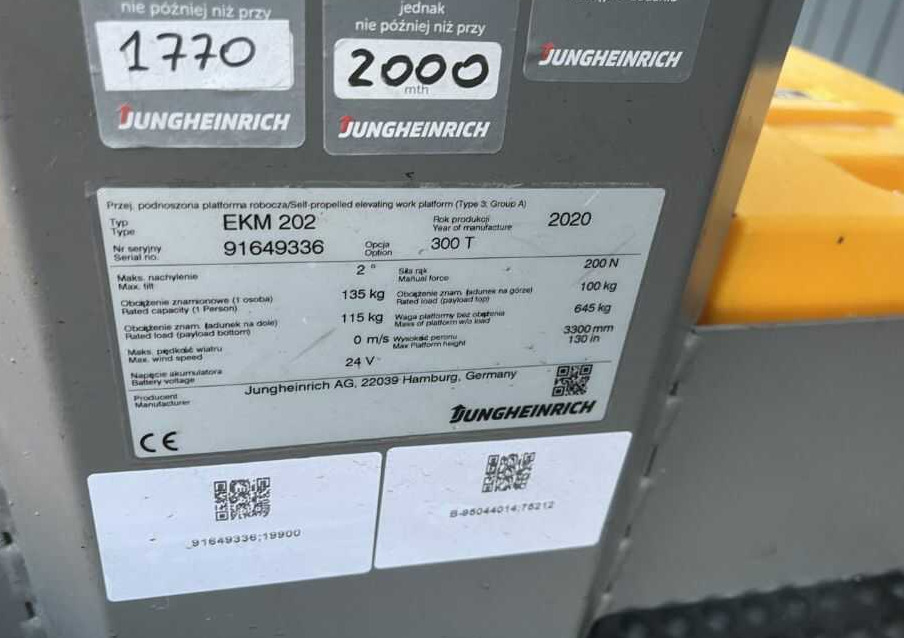 nie później niż przy
1770
JUNGHEINRICH
jednak
nie później niż przy
2000
mth
JUNGHEINRICH
JUNGHEINRICH
Przej. podnoszona platforma robocza/Self-propelled elevating work platform (Type 3; Group A)
Typ
Type
EKM 202
Rok produkcji
Year of manufacture
2020
Nr seryjny
Serial no.
91649336
Opcja
Option
300 T
Maks. nachylenie
Max. tilt
2 °
Siła rąk
Manual force
200 N
Obciążenie znamionowe (1 osoba)
Rated capacity (1 Person)
135 kg
Obciążenie znam. ładunek na górze)
Rated load (payload top)
100 kg
Obciążenie znam. ładunek na dole)
Rated load (payload bottom)
115 kg
Waga platformy bez obciążenia
Mass of platform w/o load
645 kg
Maks. prędkość wiatru
Max. wind speed
0 m/s
Max Platform height
3300 mm
130 in
Napięcie akumulatora
Battery voltage
24 V
Producent
Manufacturer
Jungheinrich AG, 22039 Hamburg, Germany
JUNGHEINRICH
CE
91649336;19900
B-95044014;75212